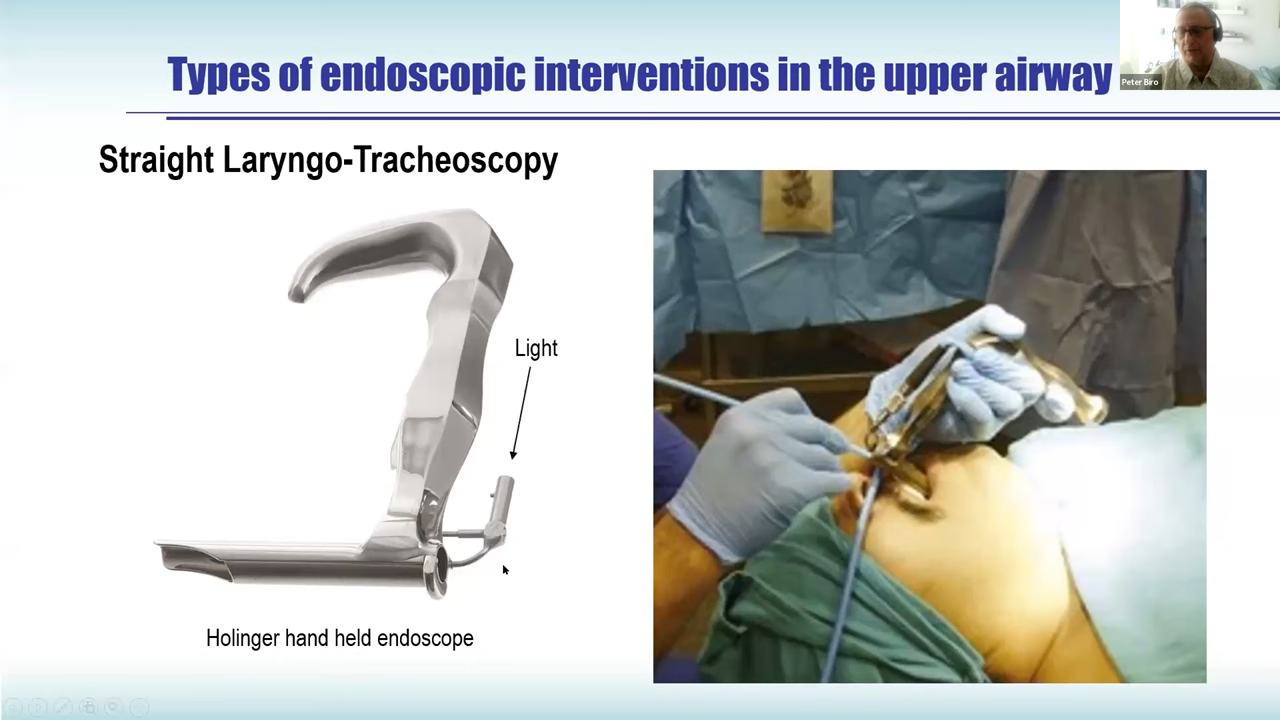 Types of endoscopic interventions in the upper airway
Peter Biro
Straight Laryngo-Tracheoscopy
Light
Holinger hand held endoscope